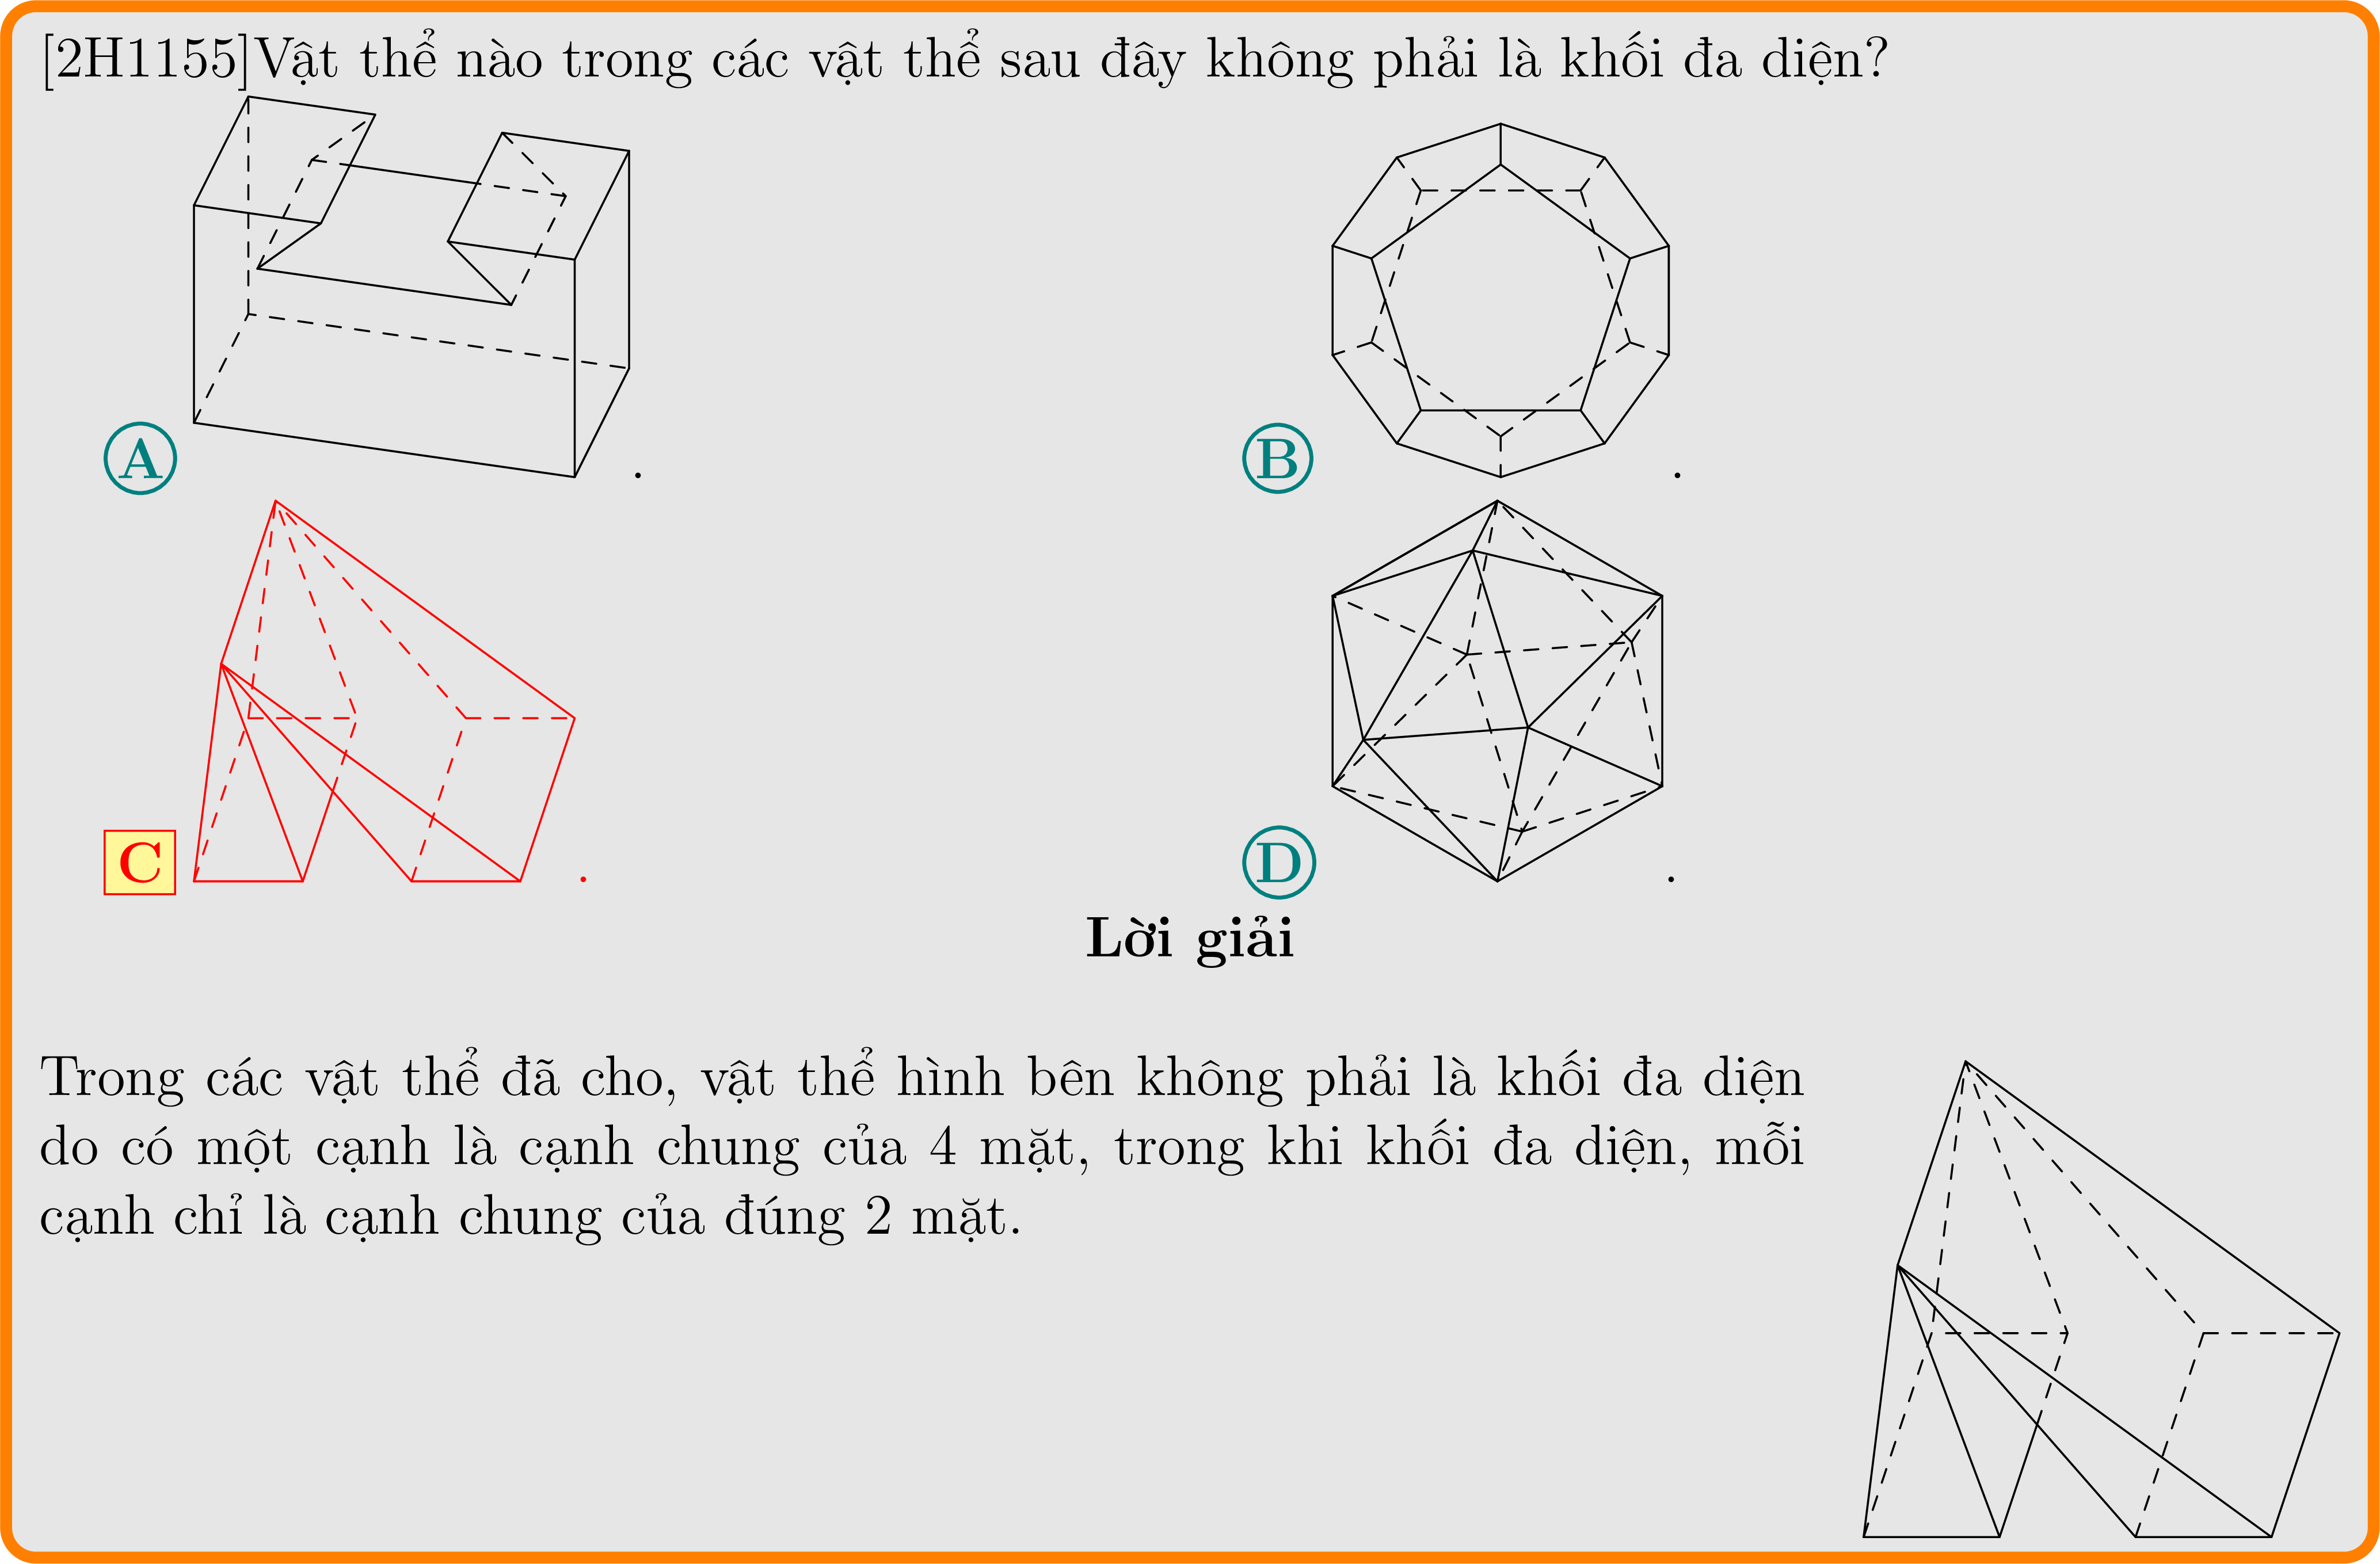 [2H1155]Vật thể nào trong các vật thể sau đây không phải là khối đa diện?
A . B .
C . D .
Lời giải
Trong các vật thể đã cho, vật thể hình bên không phải là khối đa diện
do có một cạnh là cạnh chung của 4 mặt, trong khi khối đa diện, mỗi
cạnh chỉ là cạnh chung của đúng 2 mặt.